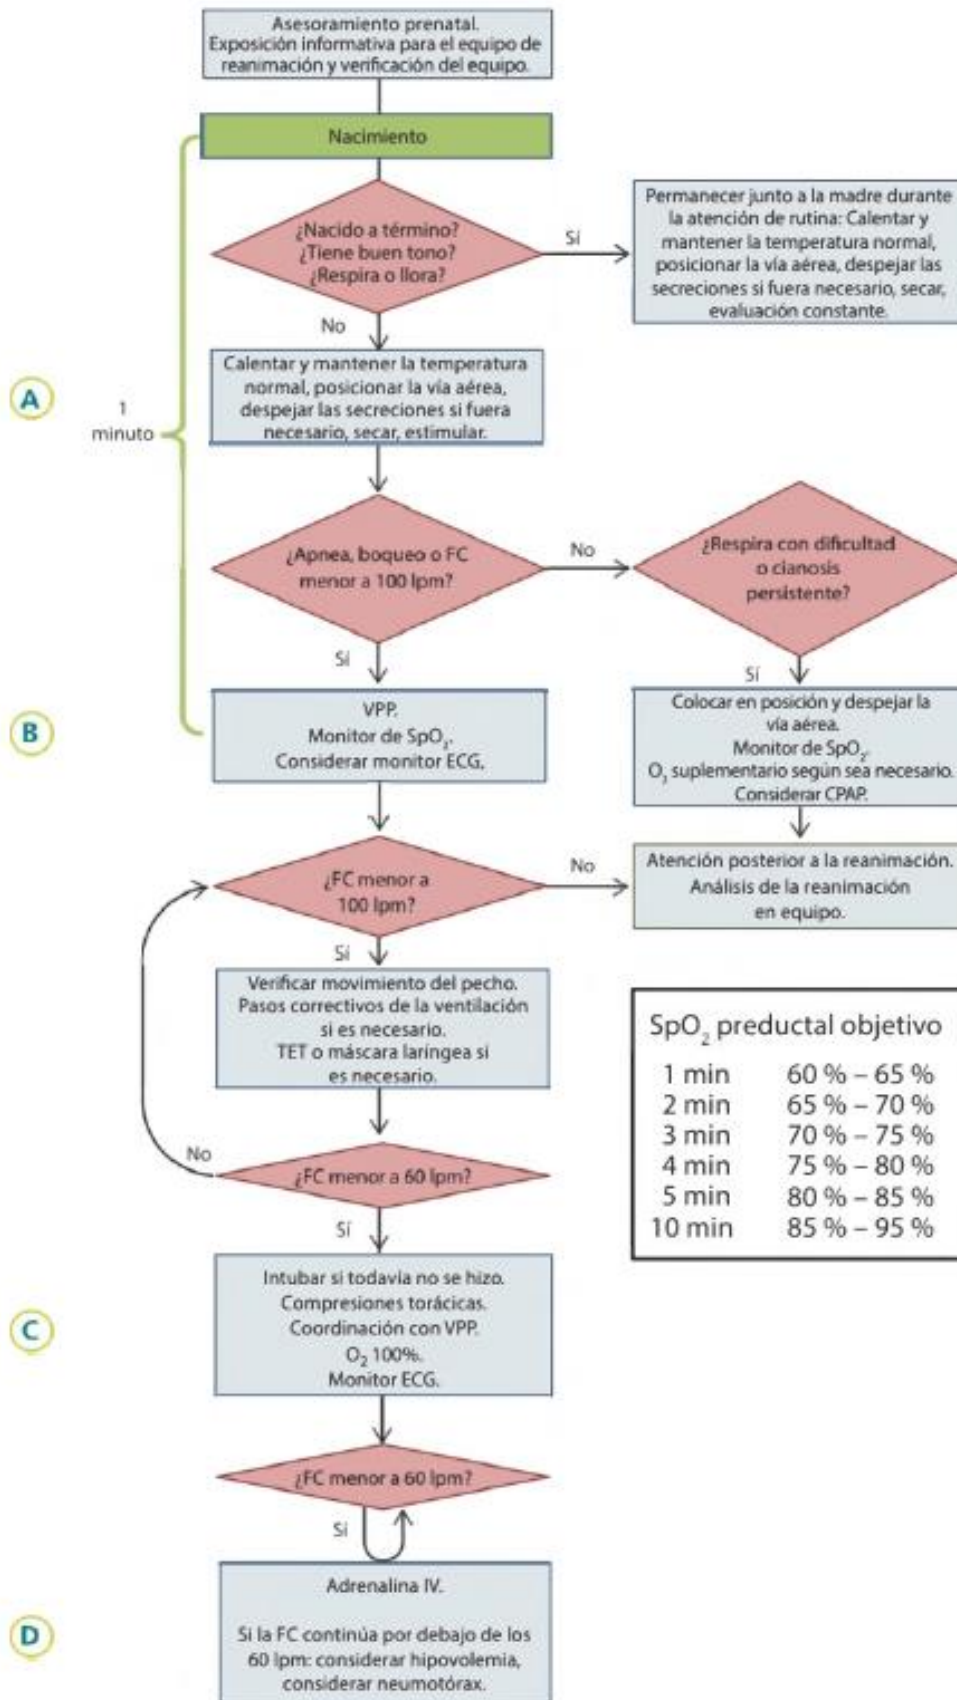 Asesoramiento prenatal.
Exposición informativa para el equipo de
reanimación y verificación del equipo.
Nacimiento
¿Nacido a término?
¿Tiene buen tono?
¿Respira o llora?
Sí
Permanecer junto a la madre durante
la atención de rutina: Calentar y
mantener la temperatura normal,
posicionar la vía aérea, despejar las
secreciones si fuera necesario, secar,
evaluación constante.
No
A
1
minuto
Calentar y mantener la temperatura
normal, posicionar la vía aérea,
despejar las secreciones si fuera
necesario, secar, estimular.
¿Apnea, boqueo o FC
menor a 100 lpm?
No
¿Respira con dificultad
o cianosis
persistente?
Sí
Sí
B
VPP.
Monitor de SpO₂.
Considerar monitor ECG.
Colocar en posición y despejar la
vía aérea.
Monitor de SpO₂.
O₂ suplementario según sea necesario.
Considerar CPAP.
¿FC menor a
100 lpm?
No
Atención posterior a la reanimación.
Análisis de la reanimación
en equipo.
Sí
Verificar movimiento del pecho.
Pasos correctivos de la ventilación
si es necesario.
TET o máscara laríngea si
es necesario.
SpO₂ preductal objetivo
1 min 60 % – 65 %
2 min 65 % – 70 %
3 min 70 % – 75 %
4 min 75 % – 80 %
5 min 80 % – 85 %
10 min 85 % – 95 %
No
¿FC menor a 60 lpm?
Sí
C
Intubar si todavía no se hizo.
Compresiones torácicas.
Coordinación con VPP.
O₂ 100%.
Monitor ECG.
¿FC menor a 60 lpm?
Sí
D
Adrenalina IV.
Si la FC continúa por debajo de los
60 lpm: considerar hipovolemia,
considerar neumotórax.